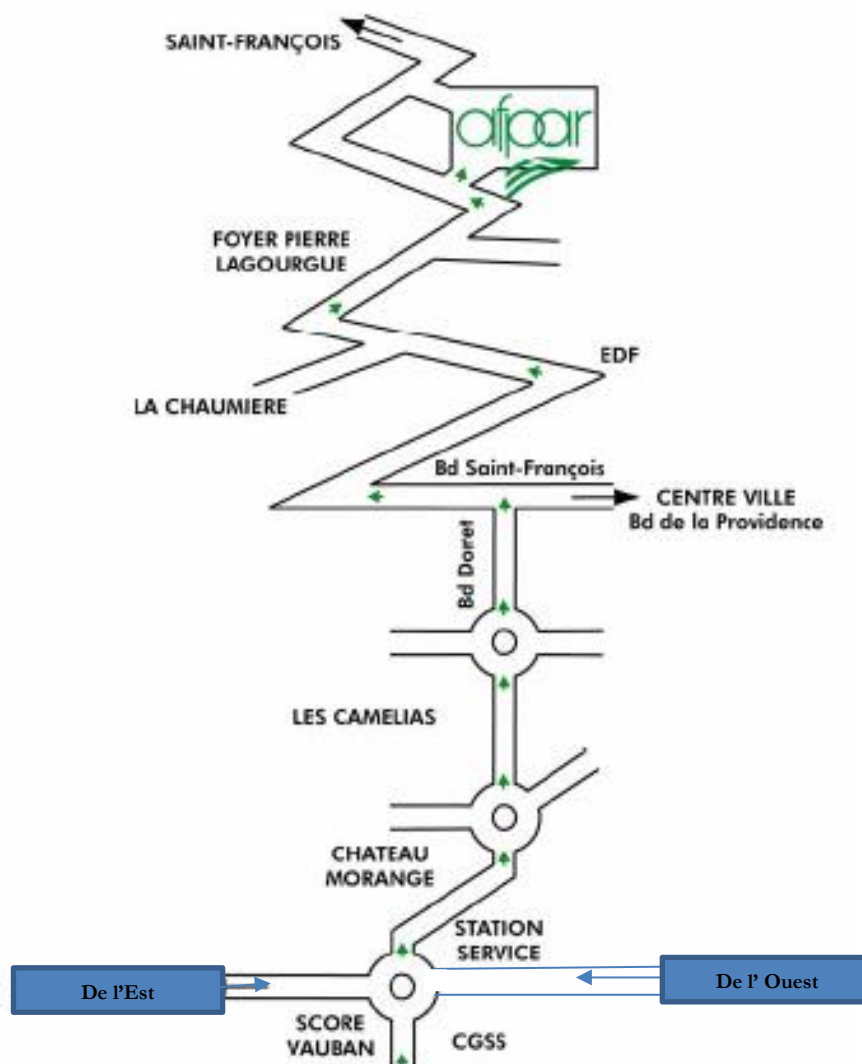 SAINT-FRANÇOIS
afpar
FOYER PIERRE
LAGOURGUE
EDF
LA CHAUMIERE
Bd Saint-François
CENTRE VILLE
Bd de la Providence
Bd Doret
LES CAMELIAS
CHATEAU
MORANGE
STATION
SERVICE
De l'Est
De l' Ouest
SCORE
VAUBAN
CGSS